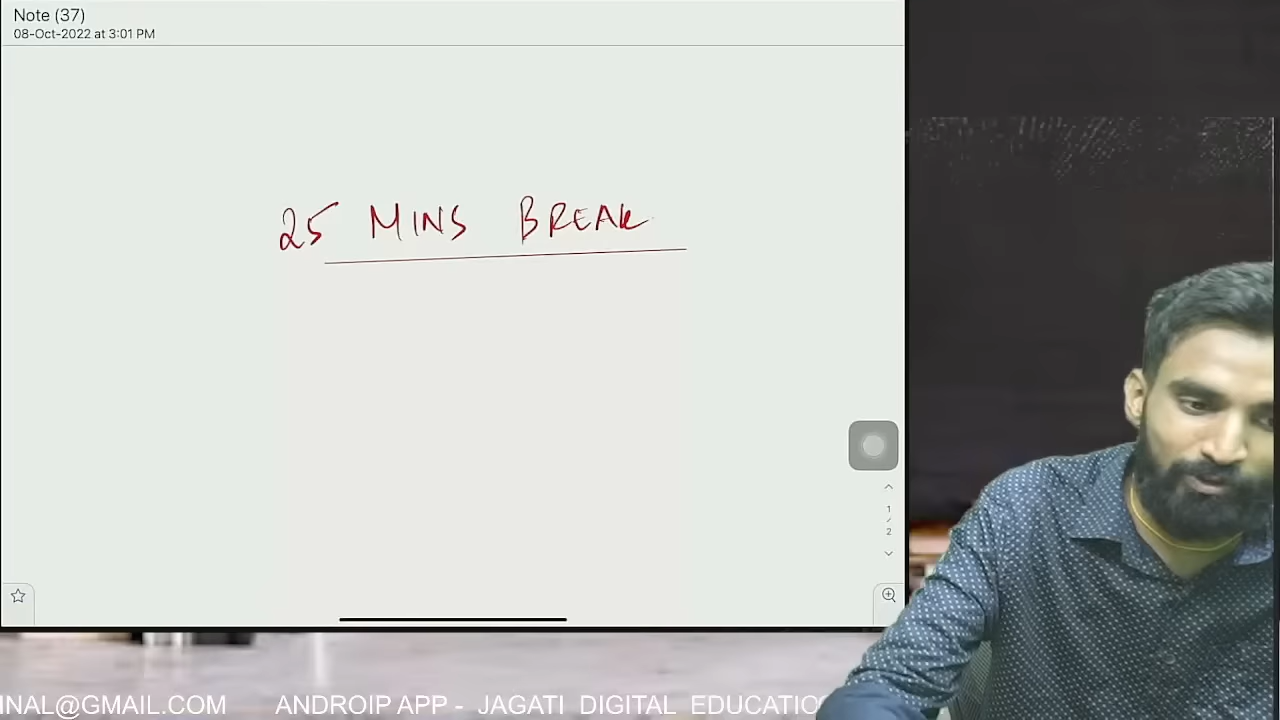 Note (37)
08-Oct-2022 at 3:01 PM
25 MINS BREAK
1
2
INAL@GMAIL.COM ANDROIP APP - JAGATI DIGITAL EDUCATIO